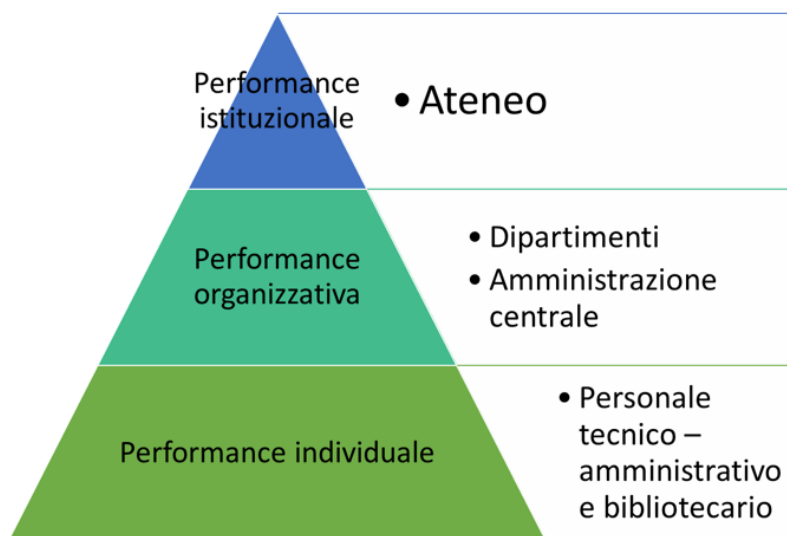 Performance
istituzionale
• Ateneo
Performance
organizzativa
• Dipartimenti
• Amministrazione
centrale
Performance individuale
• Personale
tecnico –
amministrativo
e bibliotecario